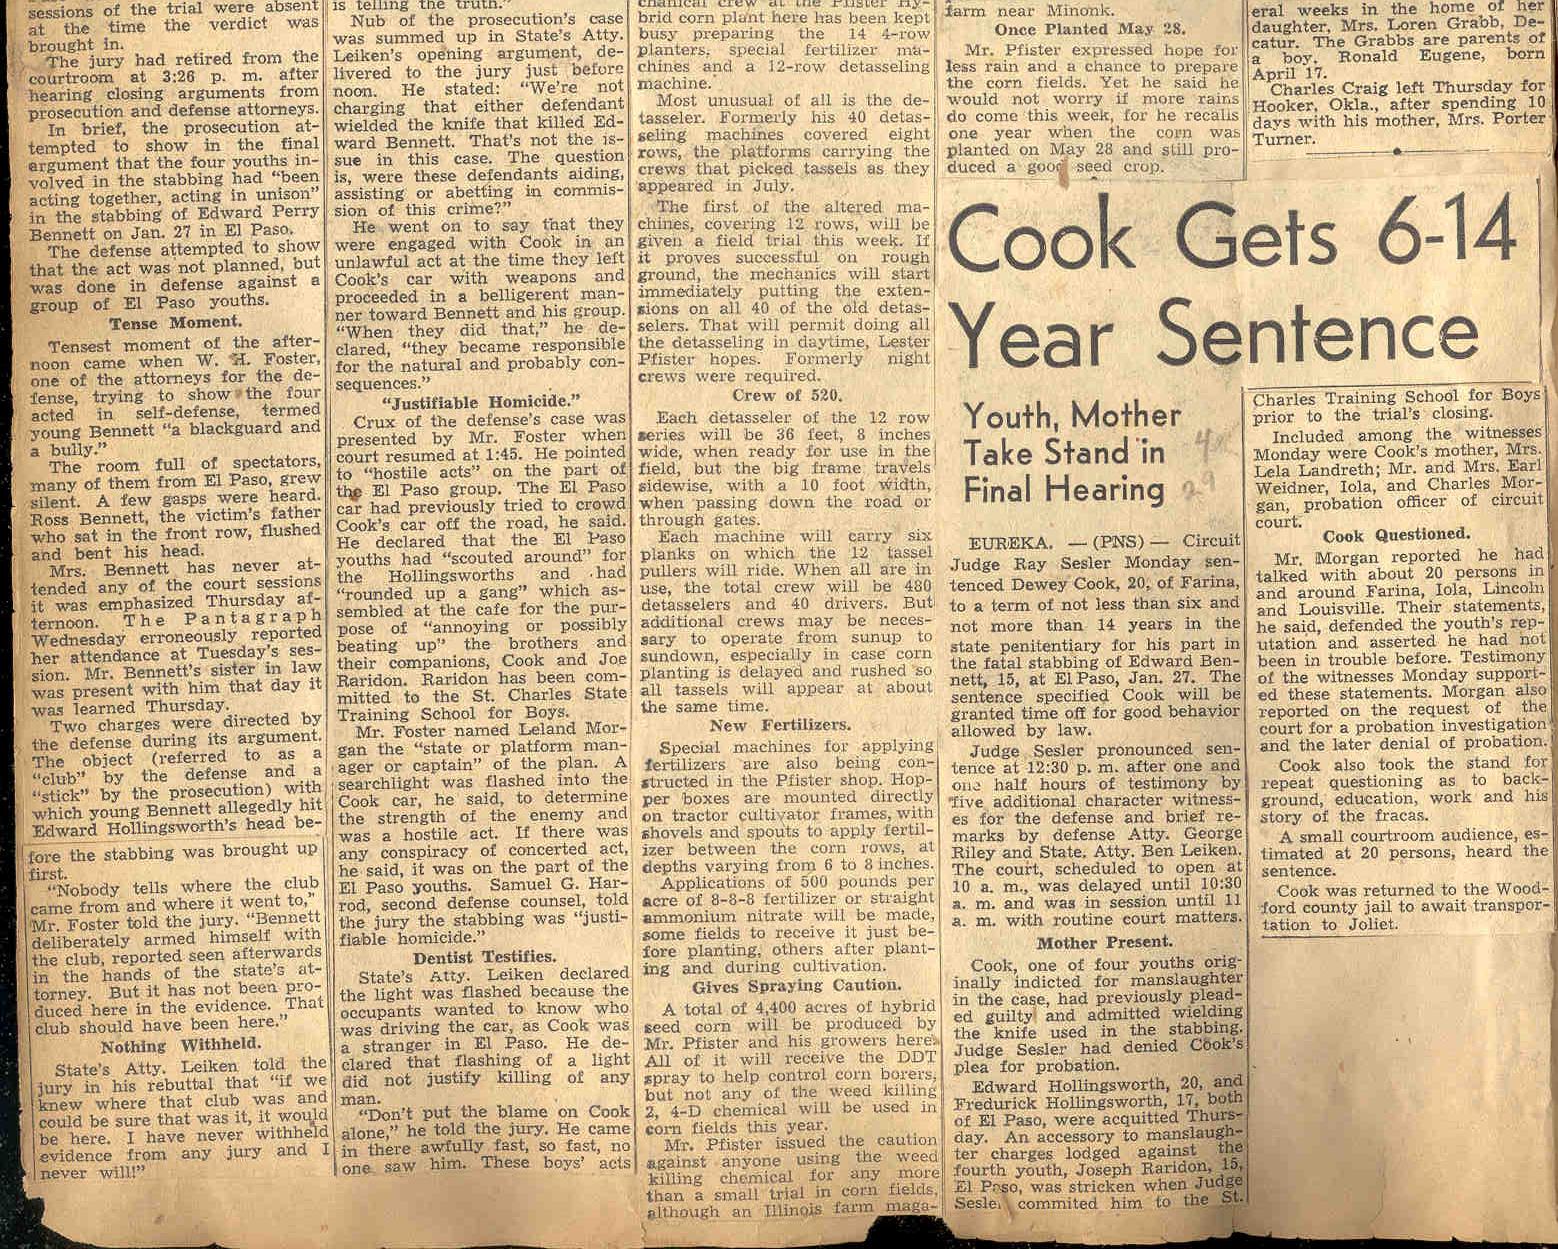 sessions of the trial were absent
at the time the verdict was
brought in.
The jury had retired from the
courtroom at 3:26 p. m. after
hearing closing arguments from
prosecution and defense attorneys.
In brief, the prosecution at-
tempted to show in the final
argument that the four youths in-
volved in the stabbing had "been
acting together, acting in unison"
in the stabbing of Edward Perry
Bennett on Jan. 27 in El Paso.
The defense attempted to show
that the act was not planned, but
was done in defense against a
group of El Paso youths.
Tense Moment.
Tensest moment of the after-
noon came when W. H. Foster,
one of the attorneys for the de-
fense, trying to show the four
acted in self-defense, termed
young Bennett "a blackguard and
a bully."
The room full of spectators,
many of them from El Paso, grew
silent. A few gasps were heard.
Ross Bennett, the victim's father
who sat in the front row, flushed
and bent his head.
Mrs. Bennett has never at-
tended any of the court sessions
it was emphasized Thursday af-
ternoon. The Pantagraph
Wednesday erroneously reported
her attendance at Tuesday's ses-
sion. Mr. Bennett's sister in law
was present with him that day it
was learned Thursday.
Two charges were directed by
the defense during its argument.
The object (referred to as a
"club" by the defense and a
"stick" by the prosecution) with
which young Bennett allegedly hit
Edward Hollingsworth's head be-
fore the stabbing was brought up
first.
"Nobody tells where the club
came from and where it went to,"
Mr. Foster told the jury. "Bennett
deliberately armed himself with
the club, reported seen afterwards
in the hands of the state's at-
torney. But it has not been pro-
duced here in the evidence. That
club should have been here."
Nothing Withheld.
State's Atty. Leiken told the
jury in his rebuttal that "if we
knew where that club was and
could be sure that was it, it would
be here. I have never withheld
evidence from any jury and I
never will!"
is telling the truth."
Nub of the prosecution's case
was summed up in State's Atty.
Leiken's opening argument, de-
livered to the jury just before
noon. He stated: "We're not
charging that either defendant
wielded the knife that killed Ed-
ward Bennett. That's not the is-
sue in this case. The question
is, were these defendants aiding,
assisting or abetting in commis-
sion of this crime?"
He went on to say that they
were engaged with Cook in an
unlawful act at the time they left
Cook's car with weapons and
proceeded in a belligerent man-
ner toward Bennett and his group.
"When they did that," he de-
clared, "they became responsible
for the natural and probably con-
sequences."
"Justifiable Homicide."
Crux of the defense's case was
presented by Mr. Foster when
court resumed at 1:45. He pointed
to "hostile acts" on the part of
the El Paso group. The El Paso
car had previously tried to crowd
Cook's car off the road, he said.
He declared that the El Paso
youths had "scouted around" for
the Hollingsworths and had
"rounded up a gang" which as-
sembled at the cafe for the pur-
pose of "annoying or possibly
beating up" the brothers and
their companions, Cook and Joe
Raridon. Raridon has been com-
mitted to the St. Charles State
Training School for Boys.
Mr. Foster named Leland Mor-
gan the "state or platform man-
ager or captain" of the plan. A
searchlight was flashed into the
Cook car, he said, to determine
the strength of the enemy and
was a hostile act. If there was
any conspiracy of concerted act,
he said, it was on the part of the
El Paso youths. Samuel G. Har-
rod, second defense counsel, told
the jury the stabbing was "justi-
fiable homicide."
Dentist Testifies.
State's Atty. Leiken declared
the light was flashed because the
occupants wanted to know who
was driving the car, as Cook was
a stranger in El Paso. He de-
clared that flashing of a light
did not justify killing of any
man.
"Don't put the blame on Cook
alone," he told the jury. He came
in there awfully fast, so fast, no
one saw him. These boys' acts
chanical crew at the Pfister Hy-
brid corn plant here has been kept
busy preparing the 14 4-row
planters, special fertilizer ma-
chines and a 12-row detasseling
machine.
Most unusual of all is the de-
tasseler. Formerly his 40 detas-
seling machines covered eight
rows, the platforms carrying the
crews that picked tassels as they
appeared in July.
The first of the altered ma-
chines, covering 12 rows, will be
given a field trial this week. If
it proves successful on rough
ground, the mechanics will start
immediately putting the exten-
sions on all 40 of the old detas-
selers. That will permit doing all
the detasseling in daytime, Lester
Pfister hopes. Formerly night
crews were required.
Crew of 520.
Each detasseler of the 12 row
series will be 36 feet, 8 inches
wide, when ready for use in the
field, but the big frame travels
sidewise, with a 10 foot width,
when passing down the road or
through gates.
Each machine will carry six
planks on which the 12 tassel
pullers will ride. When all are in
use, the total crew will be 480
detasselers and 40 drivers. But
additional crews may be neces-
sary to operate from sunup to
sundown, especially in case corn
planting is delayed and rushed so
all tassels will appear at about
the same time.
New Fertilizers.
Special machines for applying
fertilizers are also being con-
structed in the Pfister shop. Hop-
per boxes are mounted directly
on tractor cultivator frames, with
shovels and spouts to apply fertil-
izer between the corn rows, at
depths varying from 6 to 8 inches.
Applications of 500 pounds per
acre of 8-8-8 fertilizer or straight
ammonium nitrate will be made,
some fields to receive it just be-
fore planting, others after plant-
ing and during cultivation.
Gives Spraying Caution.
A total of 4,400 acres of hybrid
seed corn will be produced by
Mr. Pfister and his growers here.
All of it will receive the DDT
spray to help control corn borers,
but not any of the weed killing
2, 4-D chemical will be used in
corn fields this year.
Mr. Pfister issued the caution
against anyone using the weed
killing chemical for any more
than a small trial in corn fields,
although an Illinois farm maga-
farm near Minonk.
Once Planted May 28.
Mr. Pfister expressed hope for
less rain and a chance to prepare
the corn fields. Yet he said he
would not worry if more rains
do come this week, for he recalls
one year when the corn was
planted on May 28 and still pro-
duced a good seed crop.
eral weeks in the home of her
daughter, Mrs. Loren Grabb, De-
catur. The Grabbs are parents of
a boy, Ronald Eugene, born
April 17.
Charles Craig left Thursday for
Hooker, Okla., after spending 10
days with his mother, Mrs. Porter
Turner.
Cook Gets 6-14
Year Sentence
Youth, Mother
Take Stand in
Final Hearing
EUREKA. — (PNS) — Circuit
Judge Ray Sesler Monday sen-
tenced Dewey Cook, 20, of Farina,
to a term of not less than six and
not more than 14 years in the
state penitentiary for his part in
the fatal stabbing of Edward Ben-
nett, 15, at El Paso, Jan. 27. The
sentence specified Cook will be
granted time off for good behavior
allowed by law.
Judge Sesler pronounced sen-
tence at 12:30 p. m. after one and
one half hours of testimony by
five additional character witness-
es for the defense and brief re-
marks by defense Atty. George
Riley and State. Atty. Ben Leiken.
The court, scheduled to open at
10 a. m., was delayed until 10:30
a. m. and was in session until 11
a. m. with routine court matters.
Mother Present.
Cook, one of four youths orig-
inally indicted for manslaughter
in the case, had previously plead-
ed guilty and admitted wielding
the knife used in the stabbing.
Judge Sesler had denied Cook's
plea for probation.
Edward Hollingsworth, 20, and
Fredurick Hollingsworth, 17, both
of El Paso, were acquitted Thurs-
day. An accessory to manslaugh-
ter charges lodged against the
fourth youth, Joseph Raridon, 15,
El Paso, was stricken when Judge
Sesler commited him to the St.
Charles Training School for Boys
prior to the trial's closing.
Included among the witnesses
Monday were Cook's mother, Mrs.
Lela Landreth; Mr. and Mrs. Earl
Weidner, Iola, and Charles Mor-
gan, probation officer of circuit
court.
Cook Questioned.
Mr. Morgan reported he had
talked with about 20 persons in
and around Farina, Iola, Lincoln
and Louisville. Their statements,
he said, defended the youth's rep-
utation and asserted he had not
been in trouble before. Testimony
of the witnesses Monday support-
ed these statements. Morgan also
reported on the request of the
court for a probation investigation
and the later denial of probation.
Cook also took the stand for
repeat questioning as to back-
ground, education, work and his
story of the fracas.
A small courtroom audience, es-
timated at 20 persons, heard the
sentence.
Cook was returned to the Wood-
ford county jail to await transpor-
tation to Joliet.